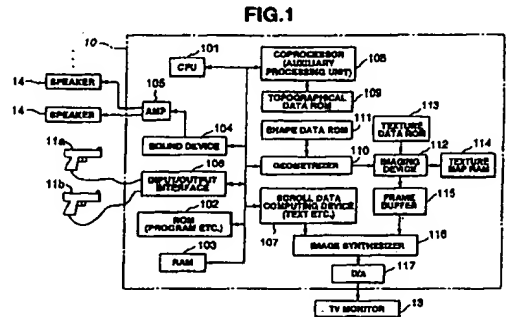 FIG.1
10
101
CPU
COPROCESSOR
(AUXILIARY
PROCESSING UNIT)
108
14
SPEAKER
105
AMP
14
SPEAKER
TOPOGRAPHICAL
DATA ROM
109
111
113
SHAPE DATA ROM
TEXTURE
DATA ROM
11a
104
SOUND DEVICE
110
GEOMETRIZER
112
IMAGING
DEVICE
114
TEXTURE
MAP RAM
106
INPUT/OUTPUT
INTERFACE
11b
115
FRAME
BUFFER
102
ROM
(PROGRAM ETC.)
SCROLL DATA
COMPUTING DEVICE
(TEXT ETC.)
107
103
RAM
IMAGE SYNTHESIZER
116
D/A
117
TV MONITOR
13